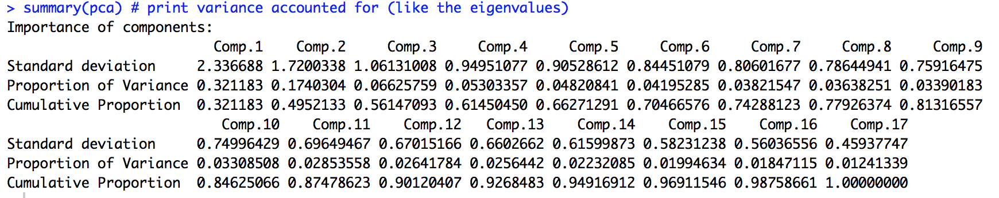 > summary(pca) # print variance accounted for (like the eigenvalues)
Importance of components:
Comp.1 Comp.2 Comp.3 Comp.4 Comp.5 Comp.6 Comp.7 Comp.8 Comp.9
Standard deviation 2.336688 1.7200338 1.06131008 0.94951077 0.90528612 0.84451079 0.80601677 0.78644941 0.75916475
Proportion of Variance 0.321183 0.1740304 0.06625759 0.05303357 0.04820841 0.04195285 0.03821547 0.03638251 0.03390183
Cumulative Proportion 0.321183 0.4952133 0.56147093 0.61450450 0.66271291 0.70466576 0.74288123 0.77926374 0.81316557
Comp.10 Comp.11 Comp.12 Comp.13 Comp.14 Comp.15 Comp.16 Comp.17
Standard deviation 0.74996429 0.69649467 0.67015166 0.6602662 0.61599873 0.58231238 0.56036556 0.45937747
Proportion of Variance 0.03308508 0.02853558 0.02641784 0.0256442 0.02232085 0.01994634 0.01847115 0.01241339
Cumulative Proportion 0.84625066 0.87478623 0.90120407 0.9268483 0.94916912 0.96911546 0.98758661 1.00000000